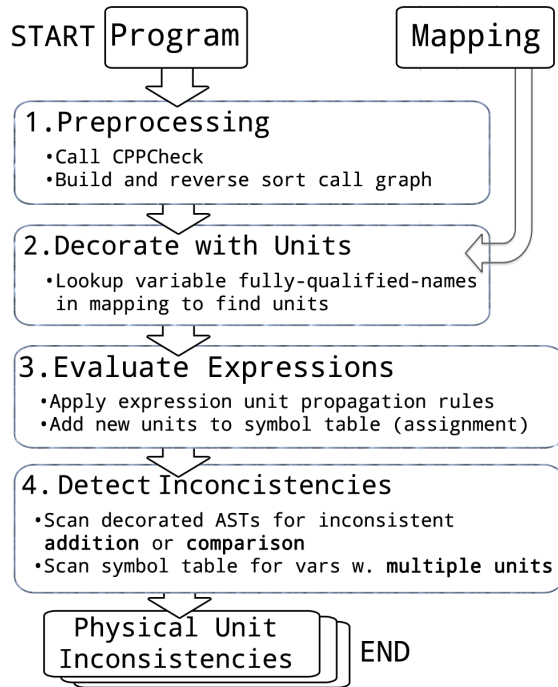 START Program
Mapping
1.Preprocessing
•Call CPPCheck
•Build and reverse sort call graph
2.Decorate with Units
•Lookup variable fully-qualified-names
in mapping to find units
3.Evaluate Expressions
•Apply expression unit propagation rules
•Add new units to symbol table (assignment)
4.Detect Inconcistencies
•Scan decorated ASTs for inconsistent
addition or comparison
•Scan symbol table for vars w. multiple units
Physical Unit
Inconsistencies
END